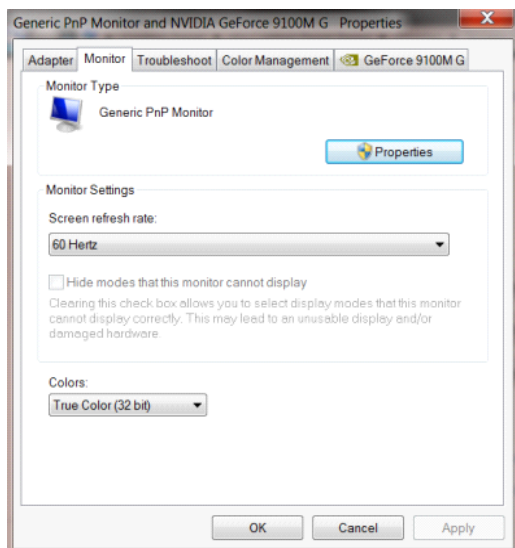 Generic PnP Monitor and NVIDIA GeForce 9100M G Properties
Adapter
Monitor
Troubleshoot
Color Management
GeForce 9100M G
Monitor Type
Generic PnP Monitor
Properties
Monitor Settings
Screen refresh rate:
60 Hertz
Hide modes that this monitor cannot display
Clearing this check box allows you to select display modes that this monitor
cannot display correctly. This may lead to an unusable display and/or
damaged hardware.
Colors:
True Color (32 bit)
OK
Cancel
Apply